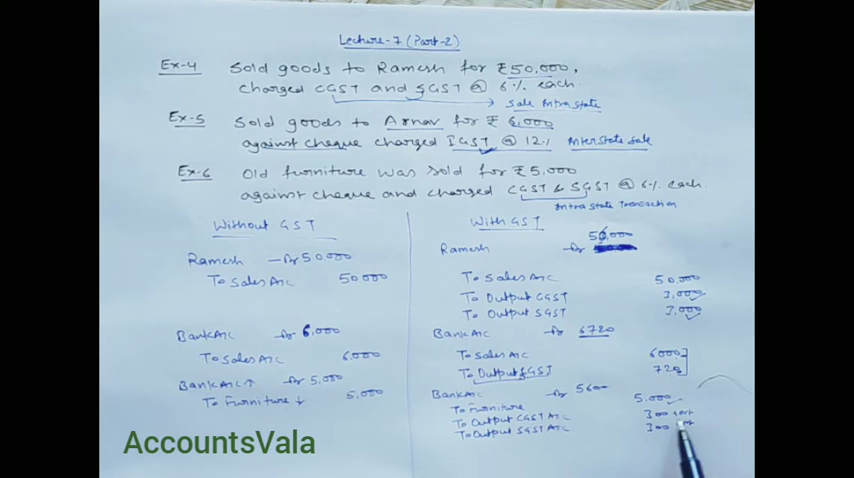 Lecture-7 (Part-2)
Ex-4 Sold goods to Ramesh for ₹50,000,
charged CGST and SGST @ 6% each.
Sale Intra State
Ex-5 Sold goods to Arnav for ₹ 6,000
against cheque charged IGST @ 12% Interstate Sale
Ex-6 Old furniture was sold for ₹5,000
against cheque and charged CGST & SGST @ 6% each.
Intra State Transaction
Without GST
Ramesh —Dr 50,000
To Sales A/c 50,000
Bank A/c —Dr 6,000
To Sales A/c 6,000
Bank A/c ↑ —Dr 5,000
To Furniture ↓ 5,000
With GST
Ramesh —Dr
To Sales A/c 50,000
To Output CGST 3,000
To Output SGST 3,000
Bank A/c —Dr 6720
To Sales A/c 6000
To Output IGST 720
Bank A/c —Dr 5600
To Furniture 5,000
To Output CGST A/c 300
To Output SGST A/c 300
AccountsVala